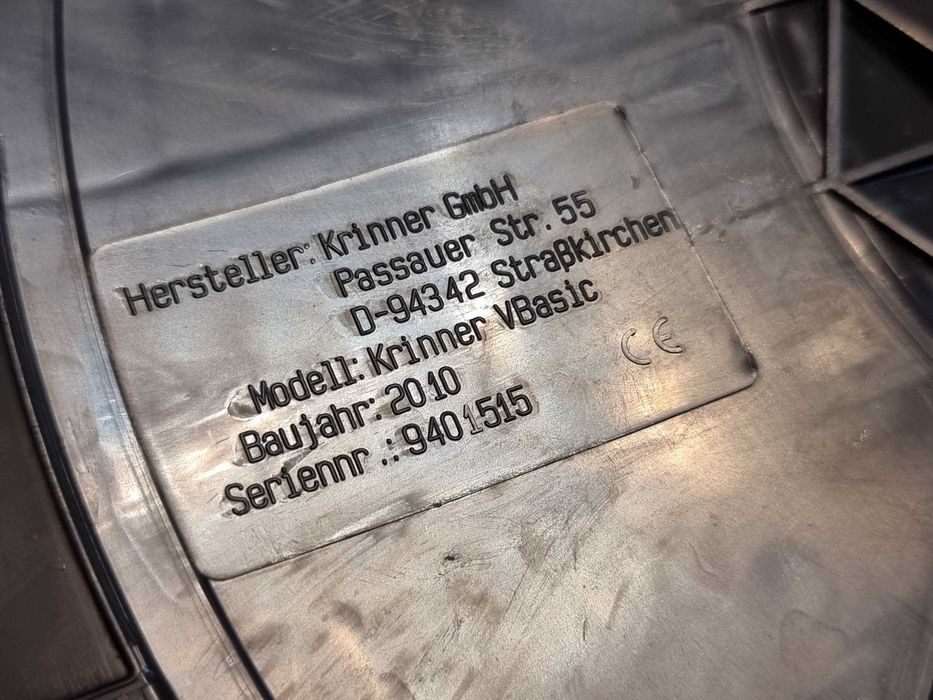 Hersteller: Krinner GmbH
Passauer Str. 55
D-94342 Straßkirchen
Modell: Krinner VBasic
Baujahr: 2010
Seriennr.: 9401515
CE